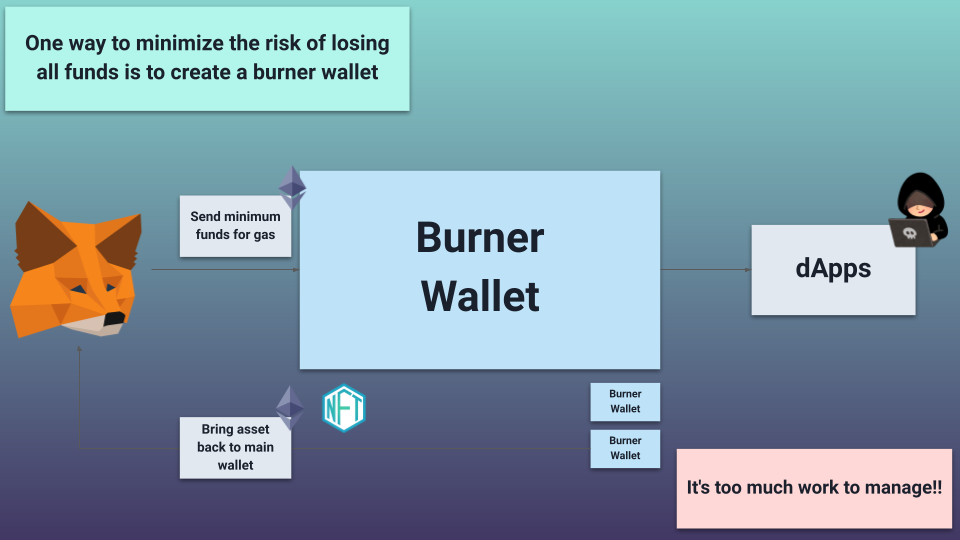 One way to minimize the risk of losing
all funds is to create a burner wallet
Send minimum
funds for gas
Burner
Wallet
dApps
NFT
Bring asset
back to main
wallet
Burner
Wallet
Burner
Wallet
It's too much work to manage!!